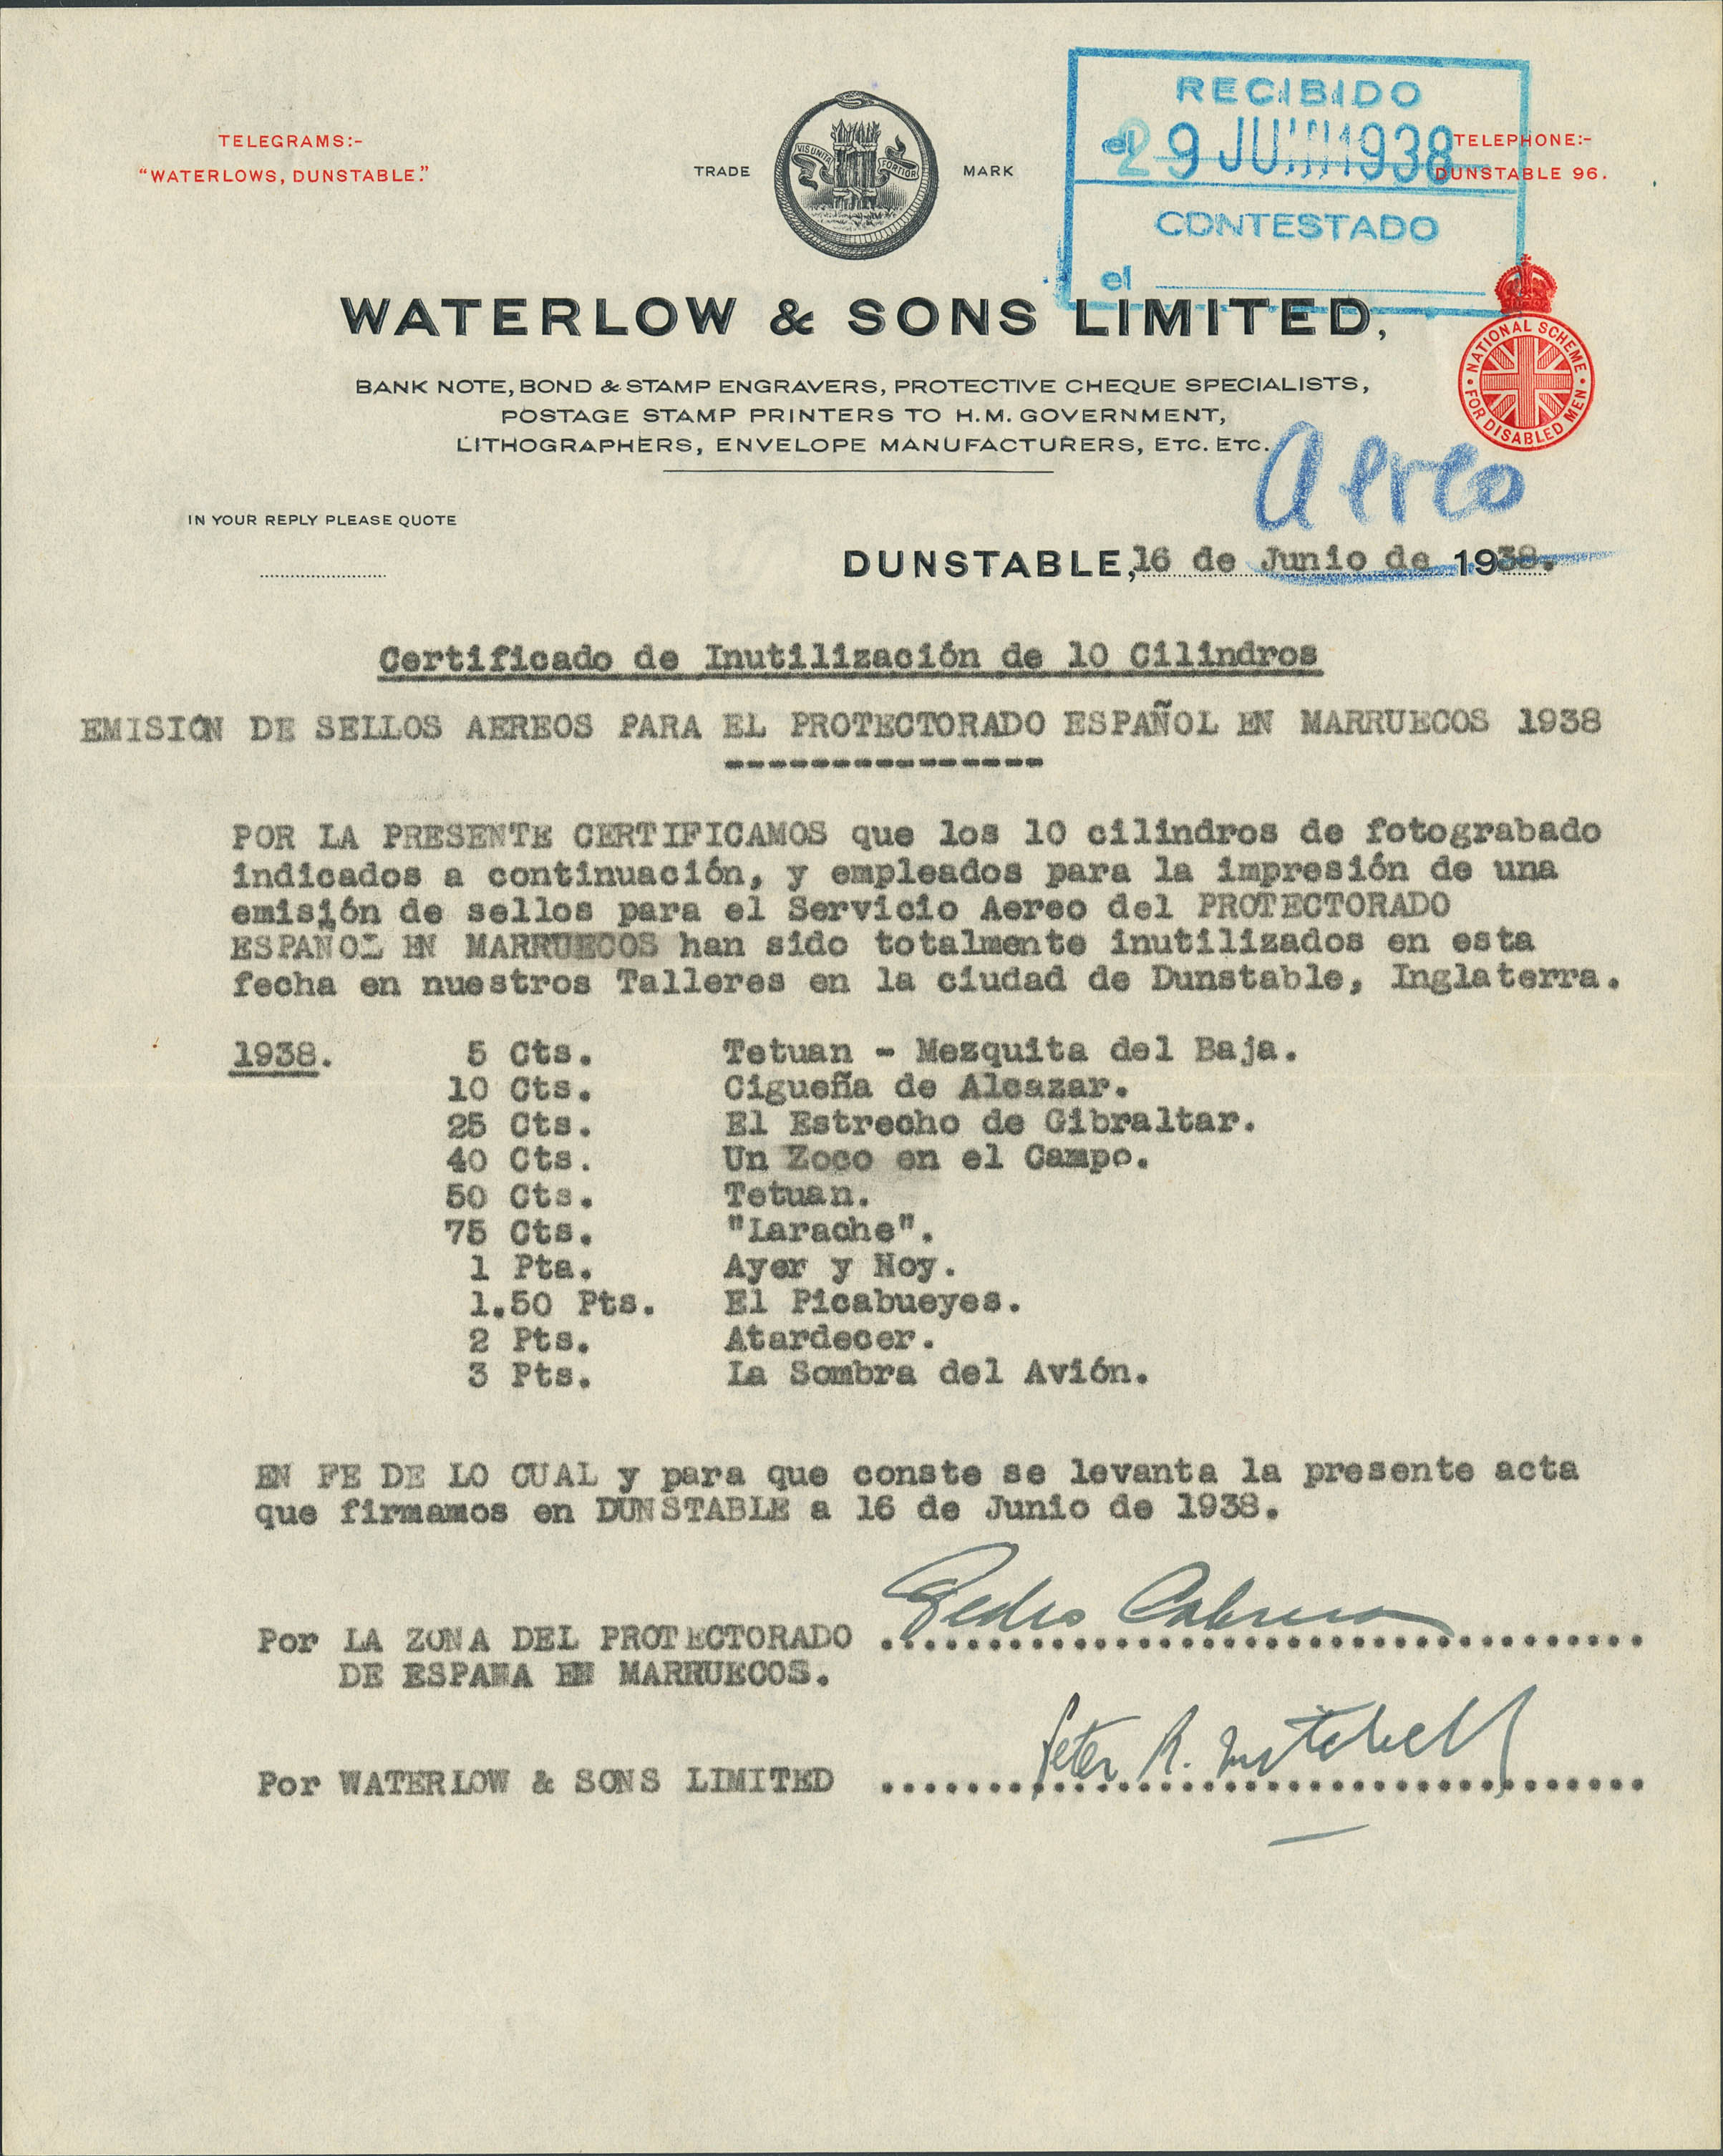 RECIBIDO
el 29 JUN 1938
CONTESTADO
el
TELEGRAMS:-
"WATERLOWS, DUNSTABLE."
TRADE MARK
VIS UNITA FORTIOR
TELEPHONE:-
DUNSTABLE 96.
WATERLOW & SONS LIMITED,
BANK NOTE, BOND & STAMP ENGRAVERS, PROTECTIVE CHEQUE SPECIALISTS,
POSTAGE STAMP PRINTERS TO H.M. GOVERNMENT,
LITHOGRAPHERS, ENVELOPE MANUFACTURERS, ETC. ETC.
NATIONAL SCHEME
FOR DISABLED MEN
Aereo
IN YOUR REPLY PLEASE QUOTE
DUNSTABLE, 16 de Junio de 1938.
Certificado de Inutilización de 10 Cilindros
EMISIÓN DE SELLOS AEREOS PARA EL PROTECTORADO ESPAÑOL EN MARRUECOS 1938
POR LA PRESENTE CERTIFICAMOS que los 10 cilindros de fotograbado
indicados a continuación, y empleados para la impresión de una
emisión de sellos para el Servicio Aereo del PROTECTORADO
ESPAÑOL EN MARRUECOS han sido totalmente inutilizados en esta
fecha en nuestros Talleres en la ciudad de Dunstable, Inglaterra.
1938. 5 Cts. Tetuan - Mezquita del Baja.
10 Cts. Cigueña de Alcazar.
25 Cts. El Estrecho de Gibraltar.
40 Cts. Un Zoco en el Campo.
50 Cts. Tetuan.
75 Cts. "Larache".
1 Pta. Ayer y Hoy.
1.50 Pts. El Picabueyes.
2 Pts. Atardecer.
3 Pts. La Sombra del Avión.
EN FE DE LO CUAL y para que conste se levanta la presente acta
que firmamos en DUNSTABLE a 16 de Junio de 1938.
Pedro Cabrera
Por LA ZONA DEL PROTECTORADO
DE ESPAÑA EN MARRUECOS.
Peter R. Mitchell
Por WATERLOW & SONS LIMITED